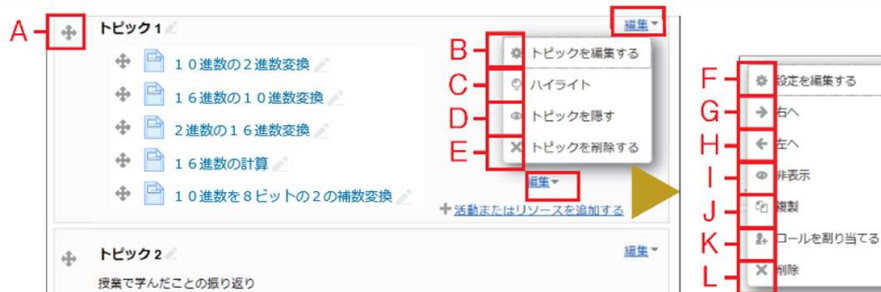 A トピック 1 編集
１０進数の２進数変換
１６進数の１０進数変換
２進数の１６進数変換
１６進数の計算
１０進数を８ビットの２の補数変換
B トピックを編集する
C ハイライト
D トピックを隠す
E トピックを削除する
編集
活動またはリソースを追加する
トピック 2 編集
授業で学んだことの振り返り
F 設定を編集する
G 右へ
H 左へ
I 非表示
J 複製
K ロールを割り当てる
L 削除